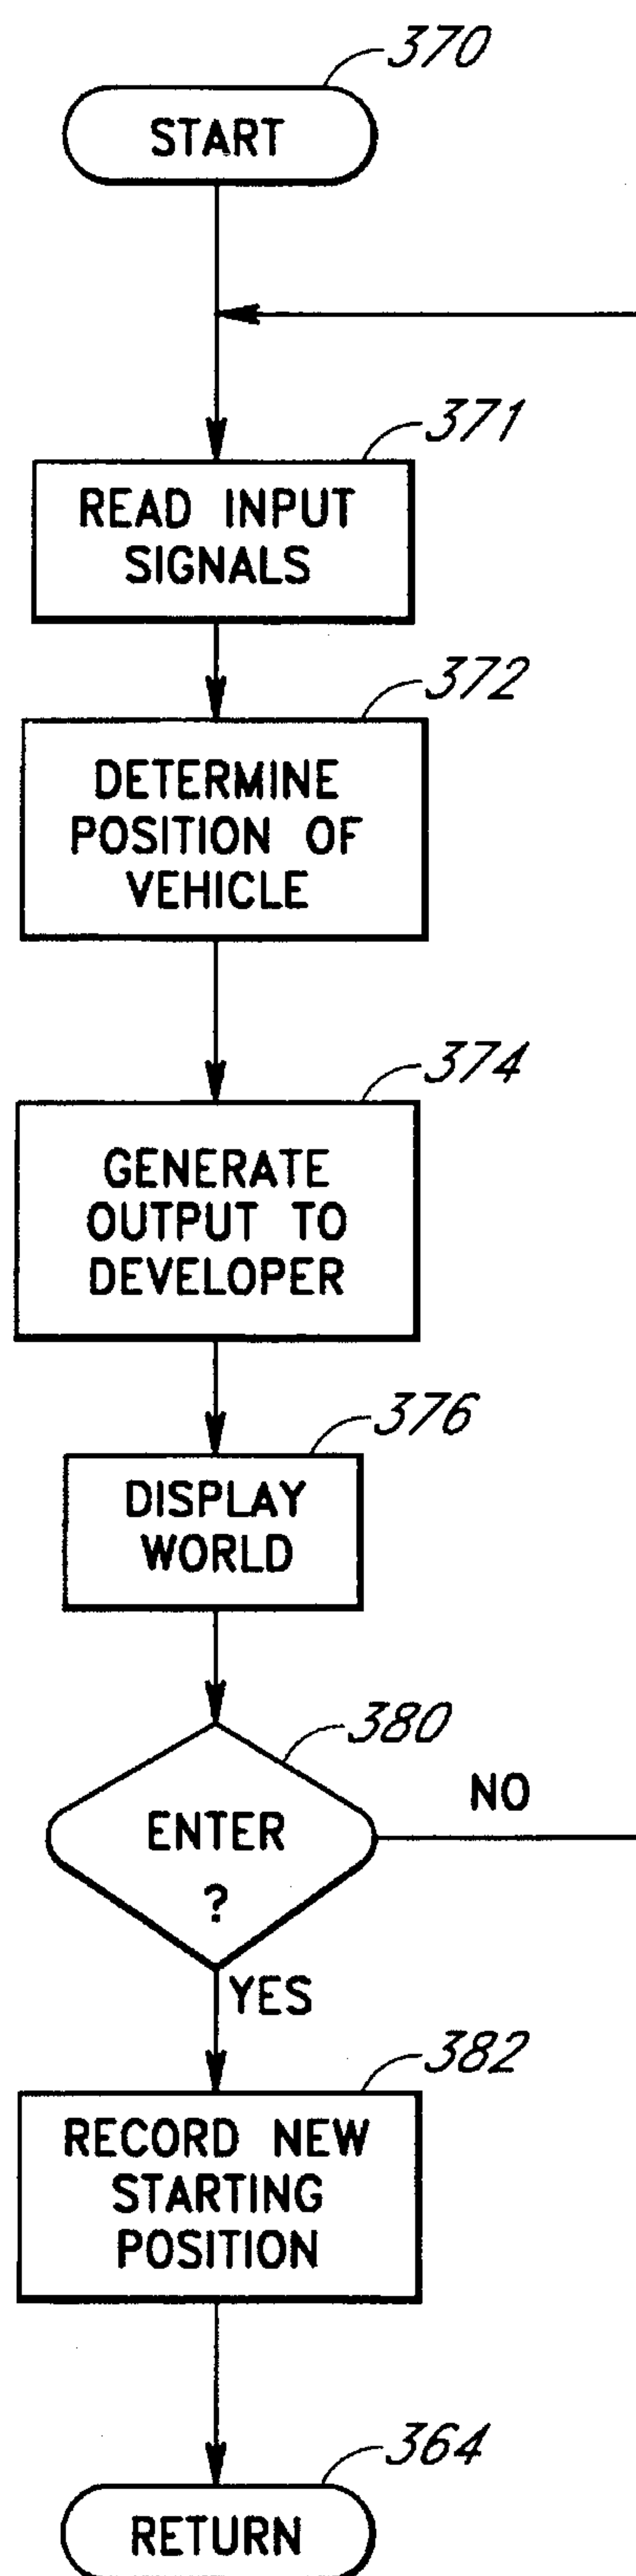 370
START
371
READ INPUT
SIGNALS
372
DETERMINE
POSITION OF
VEHICLE
374
GENERATE
OUTPUT TO
DEVELOPER
376
DISPLAY
WORLD
380
ENTER
?
NO
YES
382
RECORD NEW
STARTING
POSITION
364
RETURN